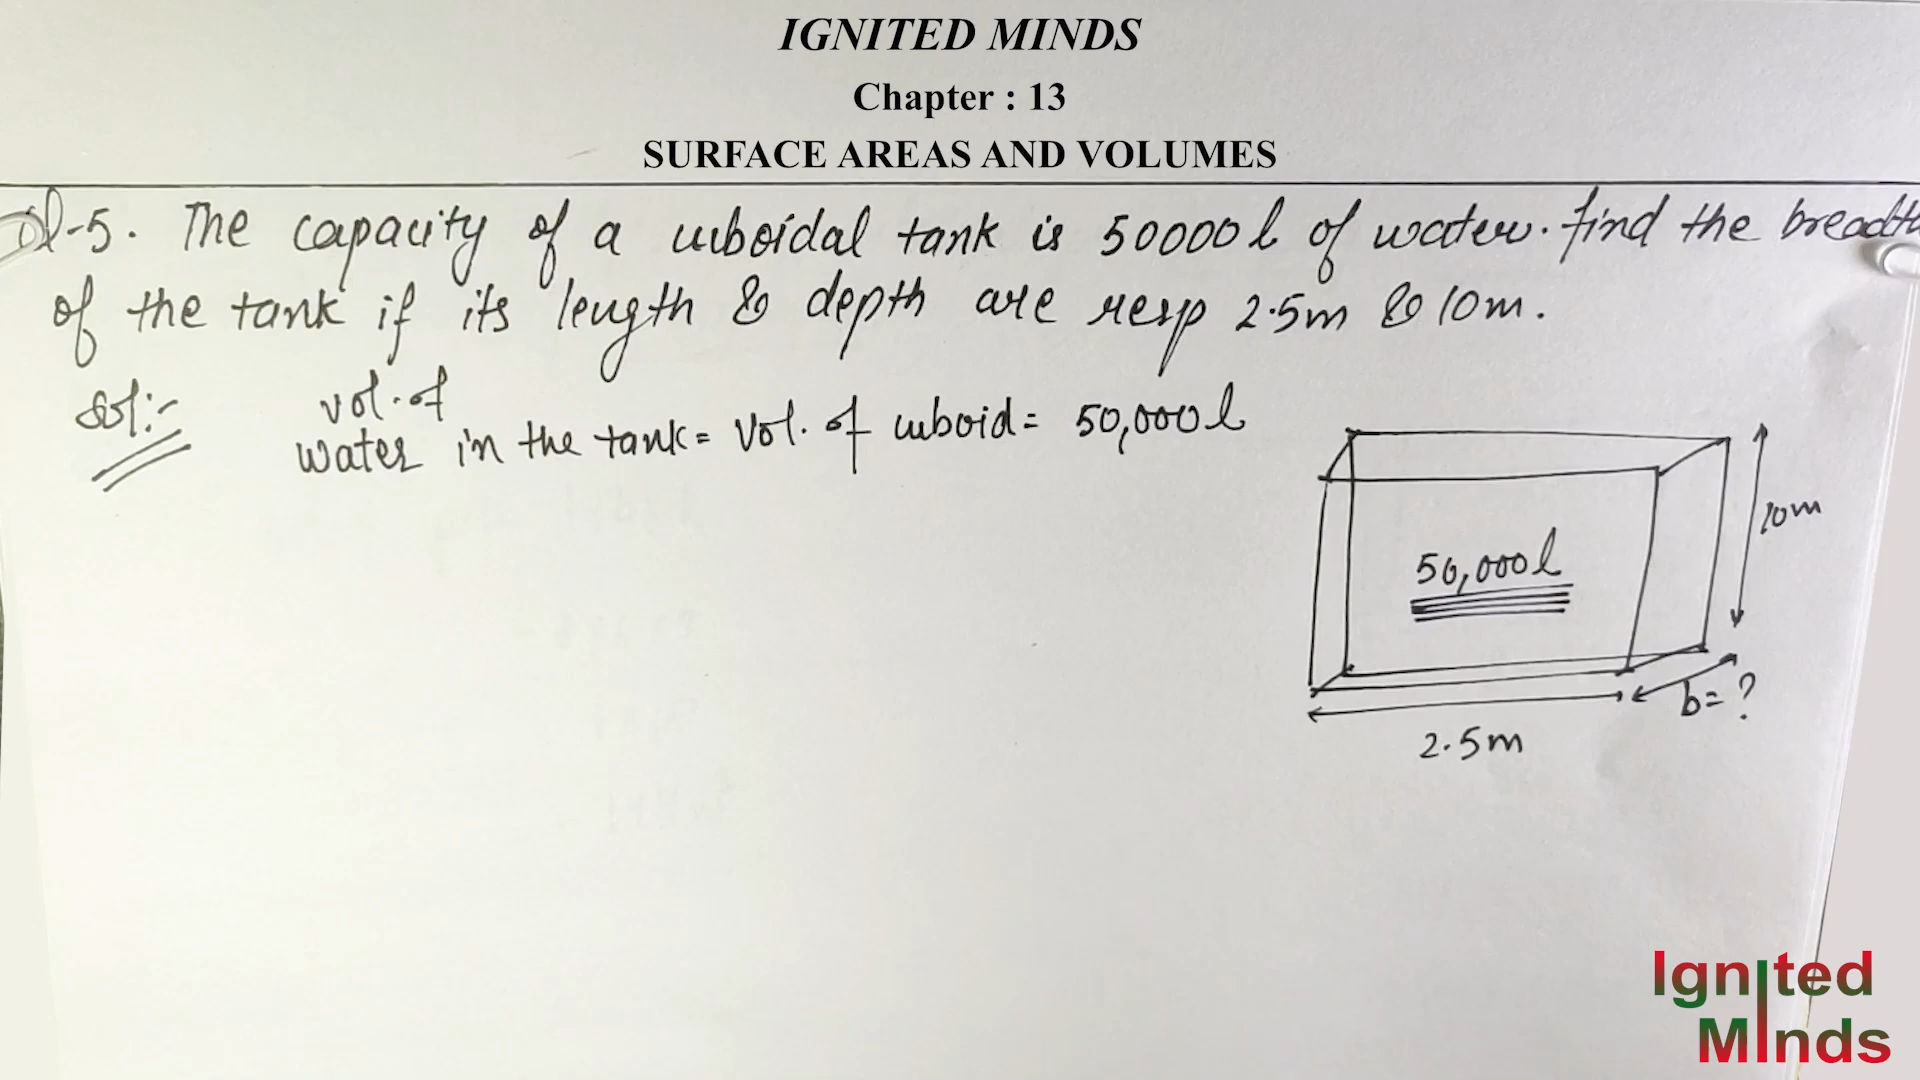 IGNITED MINDS
Chapter : 13
SURFACE AREAS AND VOLUMES
-5. The capacity of a cuboidal tank is 50000 l of water. find the breadth
of the tank if its length & depth are resp 2.5m & 10m.
Sol:-
vol. of
water in the tank = Vol. of cuboid = 50,000 l
10m
50,000 l
b = ?
2.5m
Ignited
Minds